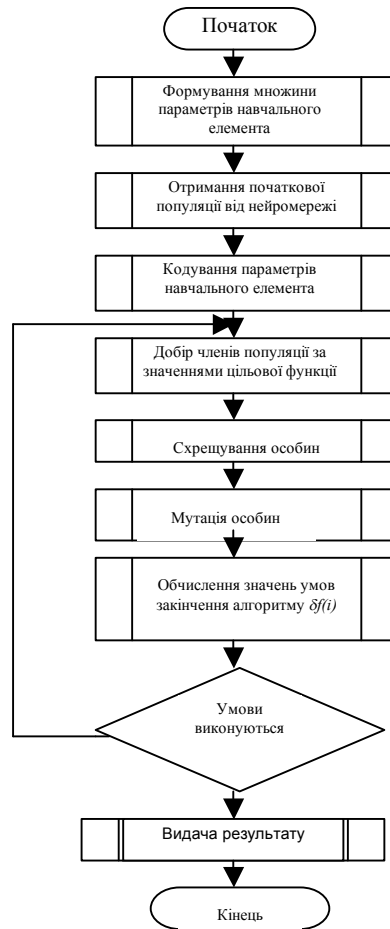 Початок
Формування множини
параметрів навчального
елемента
Отримання початкової
популяції від нейромережі
Кодування параметрів
навчального елемента
Добір членів популяції за
значеннями цільової функції
Схрещування особин
Мутація особин
Обчислення значень умов
закінчення алгоритму δf(i)
Умови
виконуються
Видача результату
Кінець